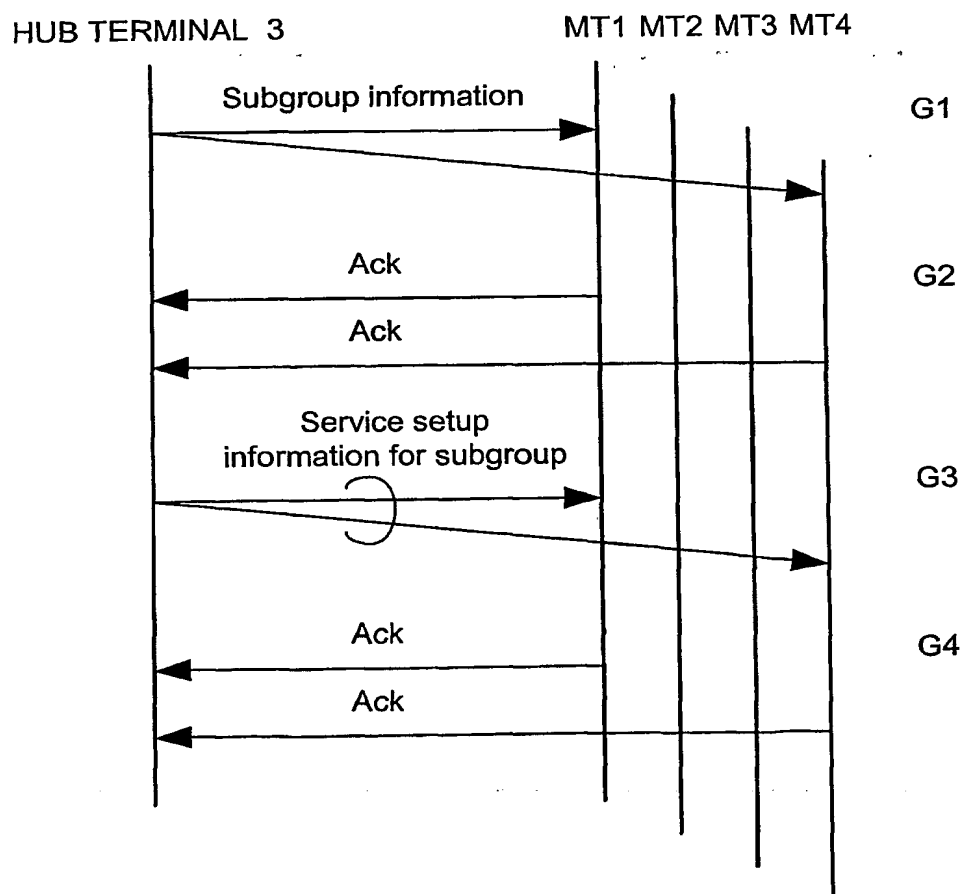 HUB TERMINAL 3
MT1 MT2 MT3 MT4
Subgroup information
G1
Ack
G2
Ack
Service setup
information for subgroup
G3
Ack
G4
Ack